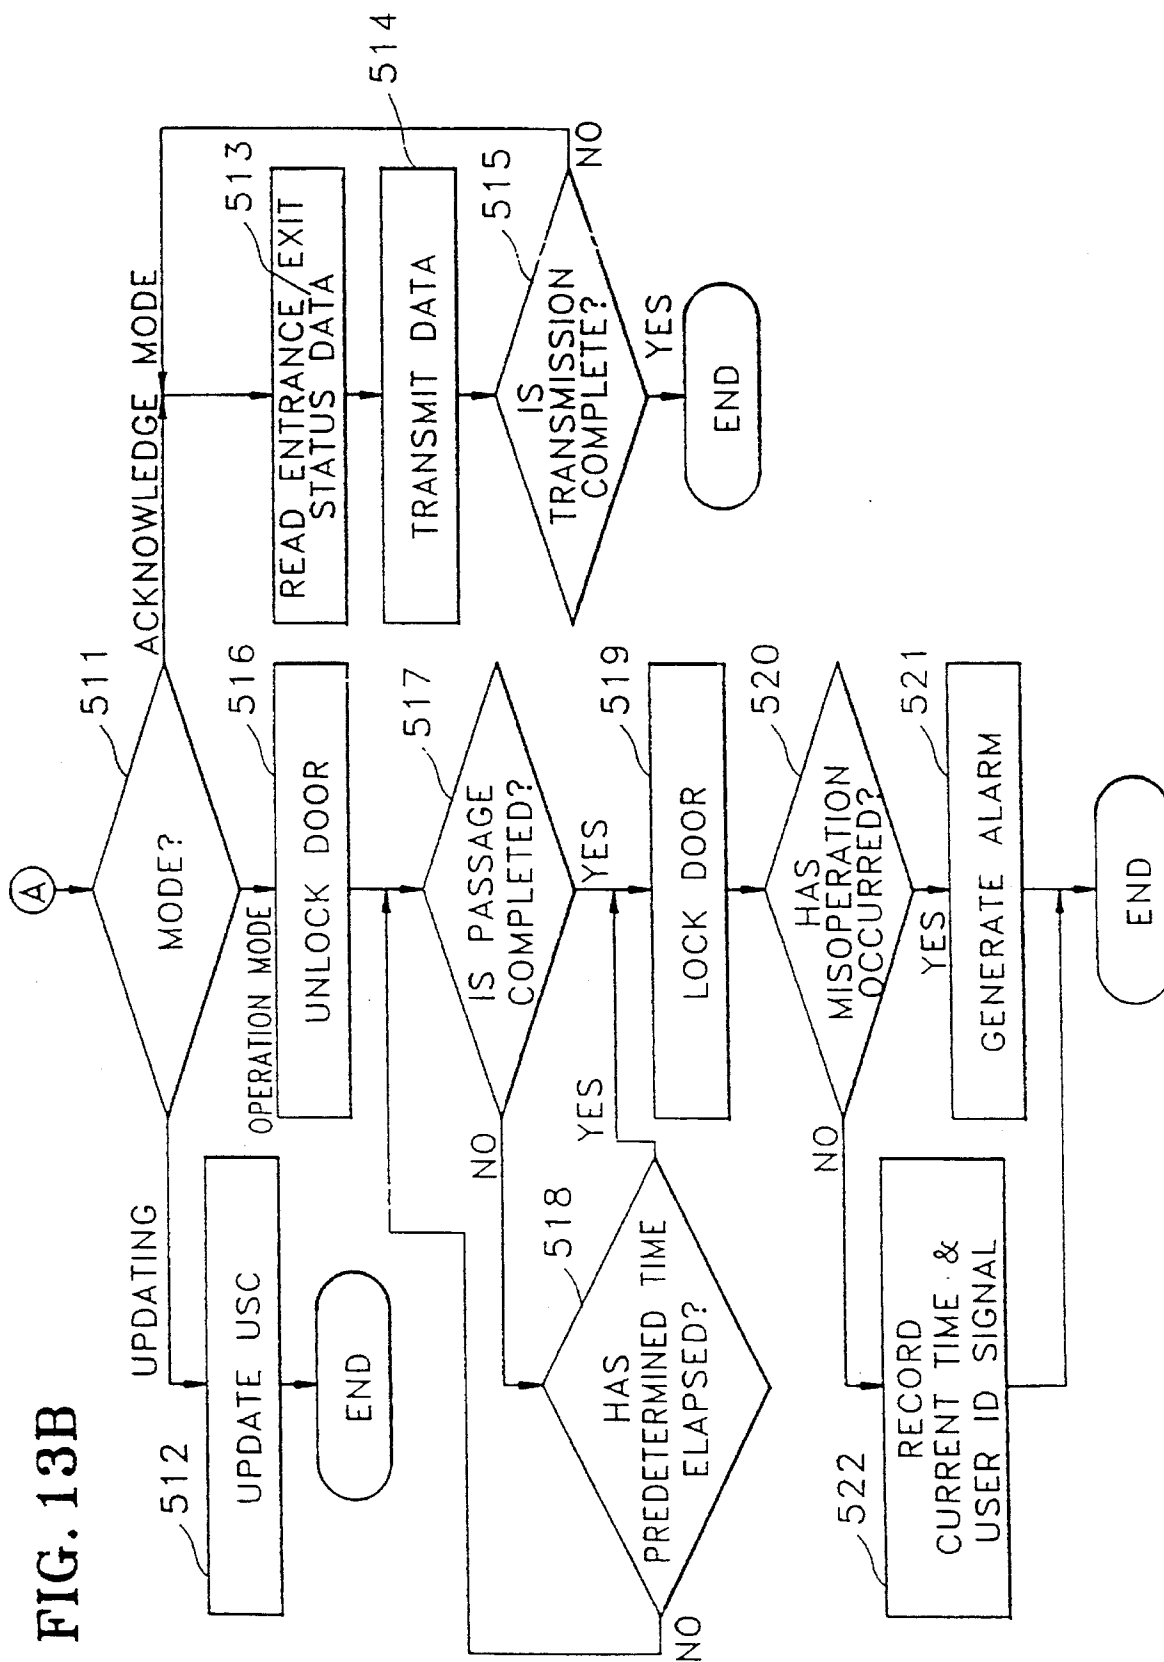 FIG. 13B
A
MODE?
511
UPDATING
OPERATION MODE
ACKNOWLEDGE MODE
UPDATE USC
512
END
UNLOCK DOOR
516
READ ENTRANCE/EXIT
STATUS DATA
513
TRANSMIT DATA
514
IS
TRANSMISSION
COMPLETE?
515
NO
YES
END
IS PASSAGE
COMPLETED?
517
NO
YES
HAS
PREDETERMINED TIME
ELAPSED?
518
NO
YES
LOCK DOOR
519
HAS
MISOPERATION
OCCURRED?
520
NO
YES
RECORD
CURRENT TIME &
USER ID SIGNAL
522
GENERATE ALARM
521
END